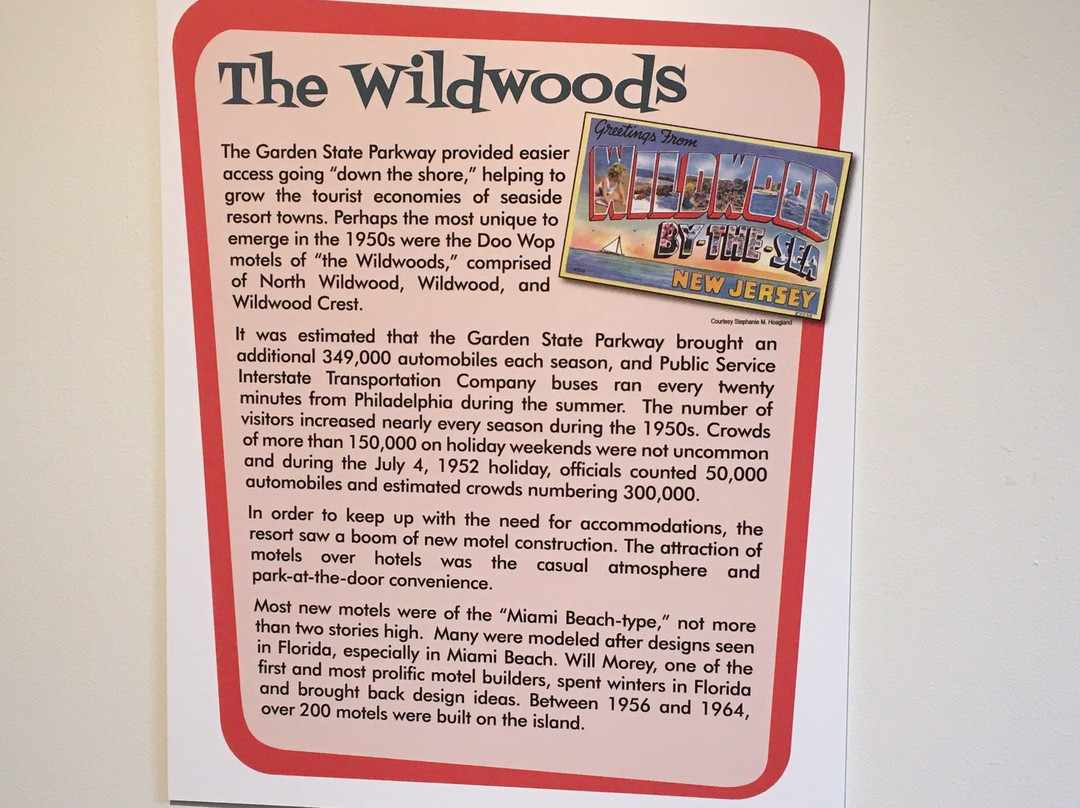 The Wildwoods
Greetings From
WILDWOOD
BY-THE-SEA
NEW JERSEY
Courtesy Stephanie M. Hoagland
The Garden State Parkway provided easier
access going "down the shore," helping to
grow the tourist economies of seaside
resort towns. Perhaps the most unique to
emerge in the 1950s were the Doo Wop
motels of "the Wildwoods," comprised
of North Wildwood, Wildwood, and
Wildwood Crest.
It was estimated that the Garden State Parkway brought an
additional 349,000 automobiles each season, and Public Service
Interstate Transportation Company buses ran every twenty
minutes from Philadelphia during the summer. The number of
visitors increased nearly every season during the 1950s. Crowds
of more than 150,000 on holiday weekends were not uncommon
and during the July 4, 1952 holiday, officials counted 50,000
automobiles and estimated crowds numbering 300,000.
In order to keep up with the need for accommodations, the
resort saw a boom of new motel construction. The attraction of
motels over hotels was the casual atmosphere and
park-at-the-door convenience.
Most new motels were of the "Miami Beach-type," not more
than two stories high. Many were modeled after designs seen
in Florida, especially in Miami Beach. Will Morey, one of the
first and most prolific motel builders, spent winters in Florida
and brought back design ideas. Between 1956 and 1964,
over 200 motels were built on the island.